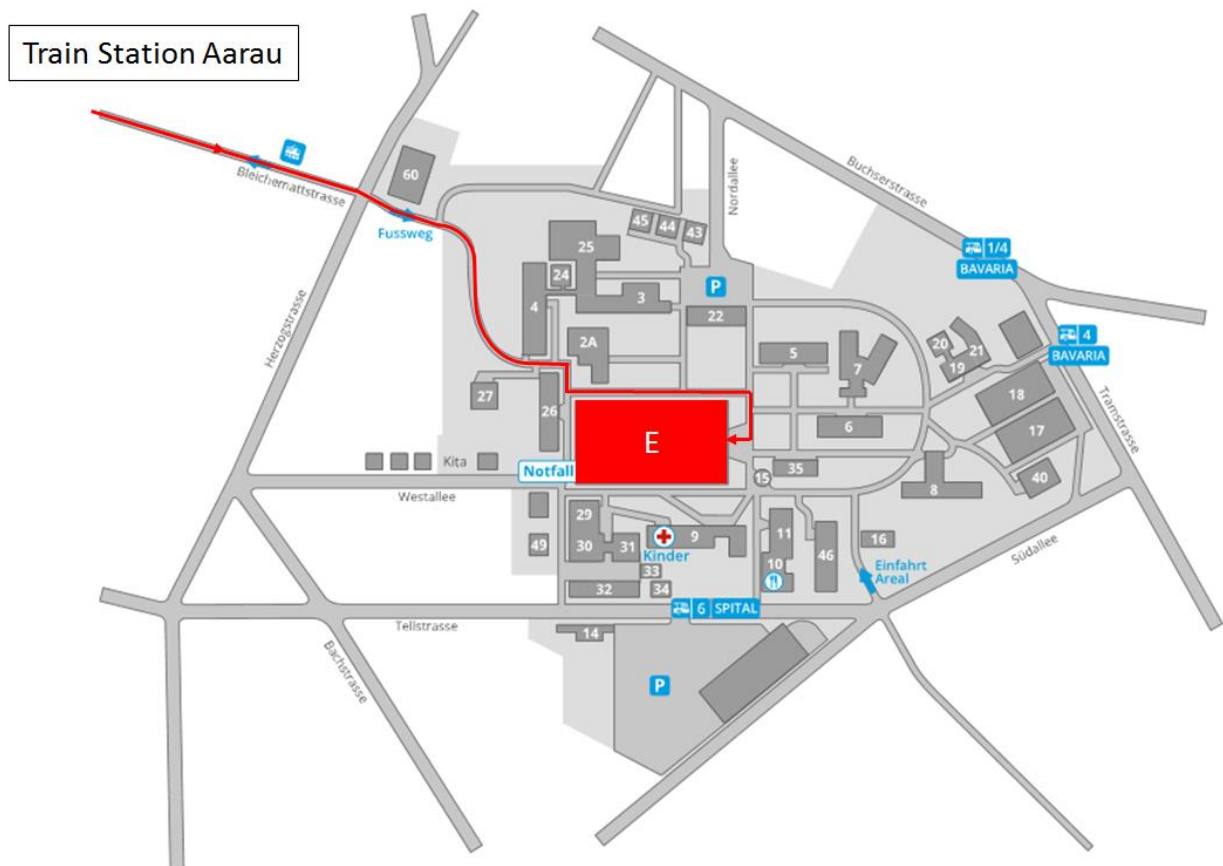 Train Station Aarau
Bleichemattstrasse
60
Fussweg
Herzogstrasse
Nordallee
Buchserstrasse
1/4
BAVARIA
4
BAVARIA
Tramstrasse
45
44
43
25
24
4
3
P
22
2A
5
7
20
21
19
18
17
27
26
6
E
Kita
Notfall
35
15
8
40
Westallee
29
30
31
9
Kinder
11
10
46
16
49
33
34
32
Einfahrt
Areal
Südallee
6 SPITAL
Tellstrasse
14
Bachstrasse
P